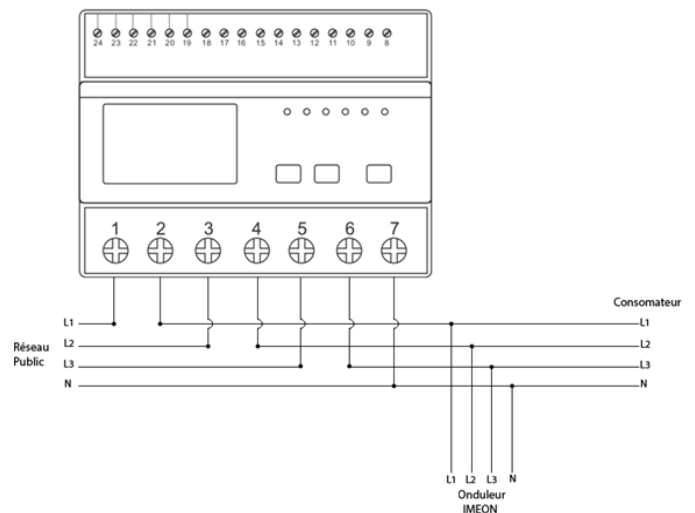 24 23 22 21 20 19 18 17 16 15 14 13 12 11 10 9 8
1 2 3 4 5 6 7
Consomateur
Réseau
Public
L1
L2
L3
N
L1
L2
L3
N
L1 L2 L3 N
Onduleur
IMEON